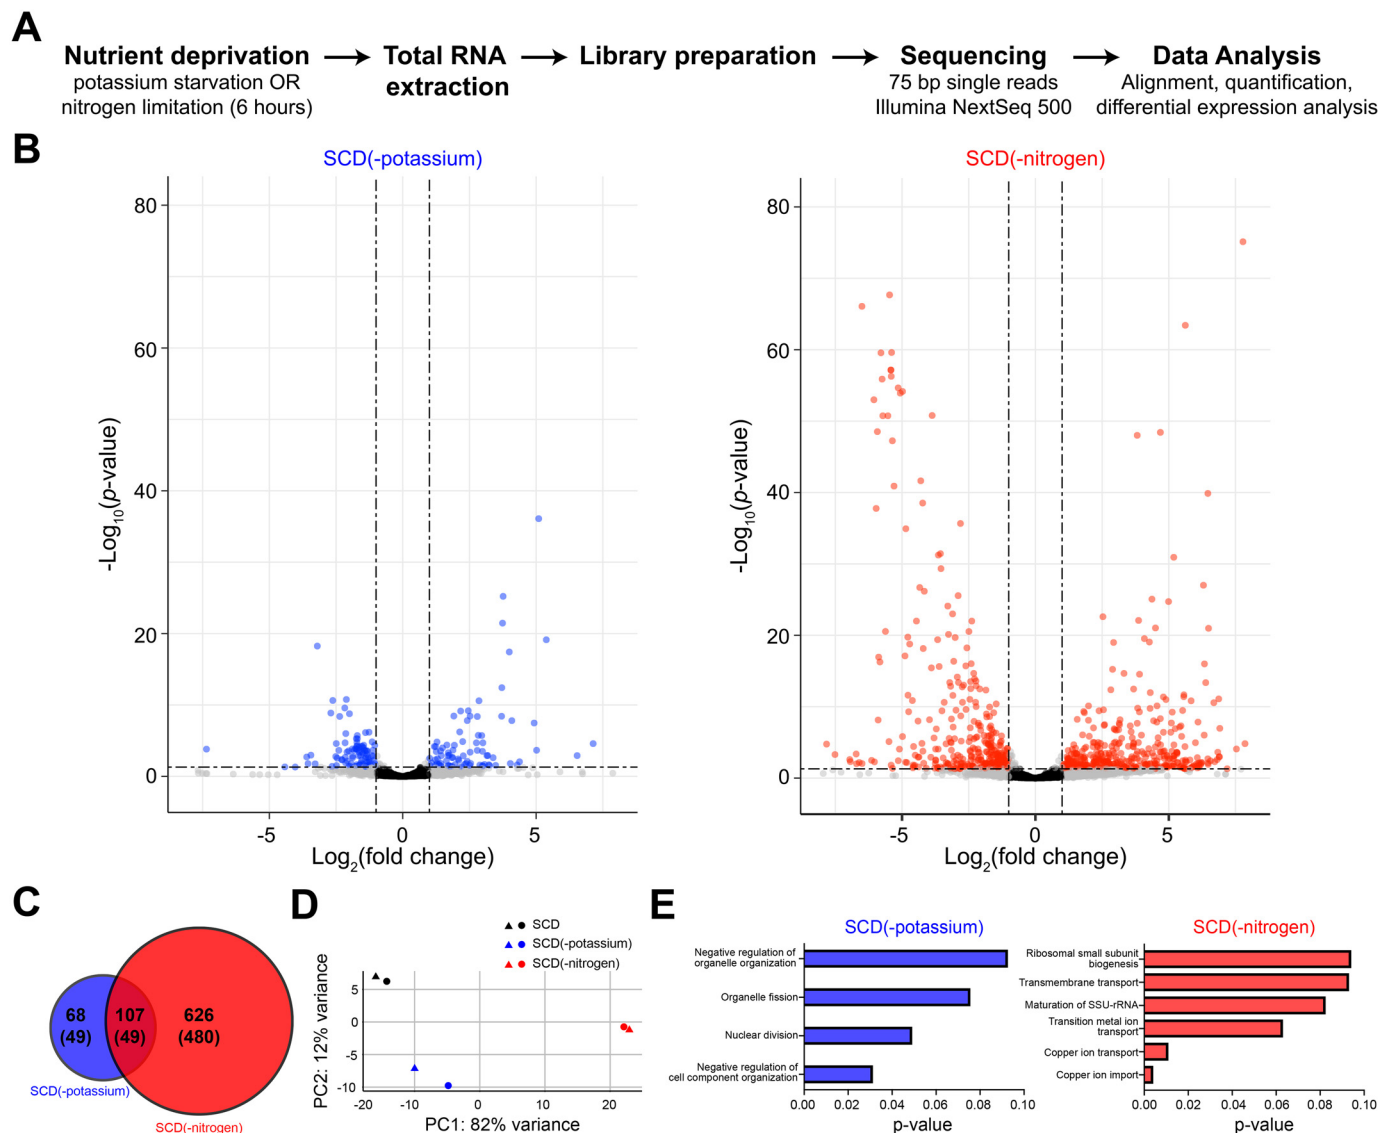 A
Nutrient deprivation
potassium starvation OR
nitrogen limitation (6 hours)
Total RNA
extraction
Library preparation
Sequencing
75 bp single reads
Illumina NextSeq 500
Data Analysis
Alignment, quantification,
differential expression analysis
B
SCD(-potassium)
80
60
40
20
0
-Log10(p-value)
-5
0
5
Log2(fold change)
SCD(-nitrogen)
80
60
40
20
0
-Log10(p-value)
-5
0
5
Log2(fold change)
C
68
(49)
107
(49)
626
(480)
SCD(-potassium)
SCD(-nitrogen)
D
SCD
SCD(-potassium)
SCD(-nitrogen)
PC2: 12% variance
5
0
-5
-10
-20
-10
0
10
20
PC1: 82% variance
E
SCD(-potassium)
Negative regulation of
organelle organization
Organelle fission
Nuclear division
Negative regulation of
cell component organization
0.00
0.02
0.04
0.06
0.08
0.10
p-value
SCD(-nitrogen)
Ribosomal small subunit
biogenesis
Transmembrane transport
Maturation of SSU-rRNA
Transition metal ion
transport
Copper ion transport
Copper ion import
0.00
0.02
0.04
0.06
0.08
0.10
p-value